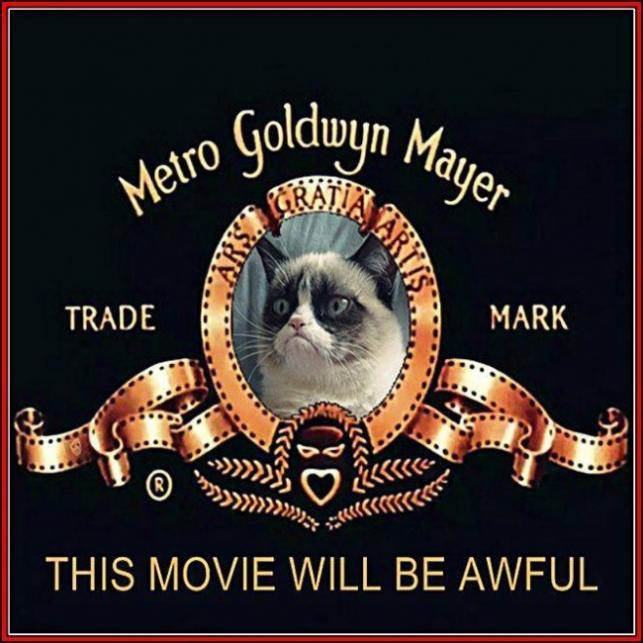 Metro Goldwyn Mayer
ARS GRATIA ARTIS
TRADE MARK
®
THIS MOVIE WILL BE AWFUL